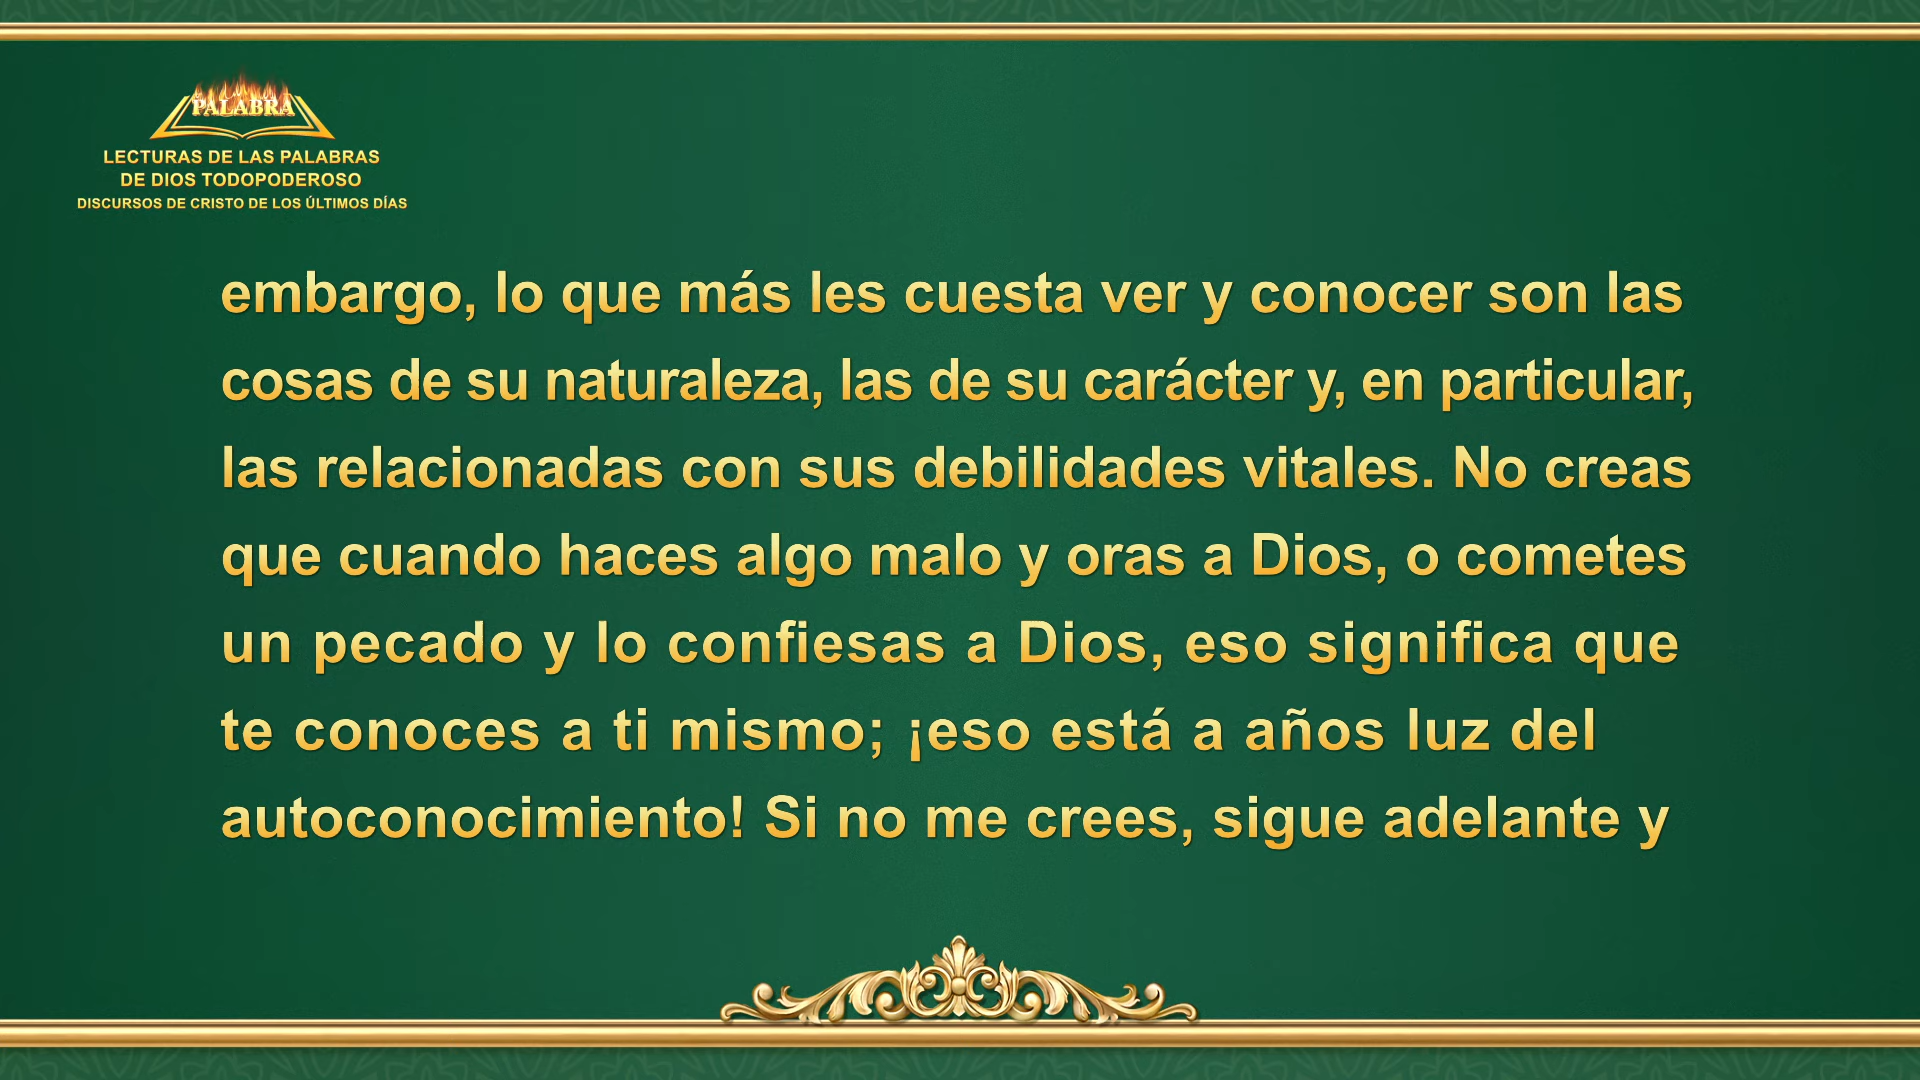 PALABRA
LECTURAS DE LAS PALABRAS
DE DIOS TODOPODEROSO
DISCURSOS DE CRISTO DE LOS ÚLTIMOS DÍAS
embargo, lo que más les cuesta ver y conocer son las
cosas de su naturaleza, las de su carácter y, en particular,
las relacionadas con sus debilidades vitales. No creas
que cuando haces algo malo y oras a Dios, o cometes
un pecado y lo confiesas a Dios, eso significa que
te conoces a ti mismo; ¡eso está a años luz del
autoconocimiento! Si no me crees, sigue adelante y